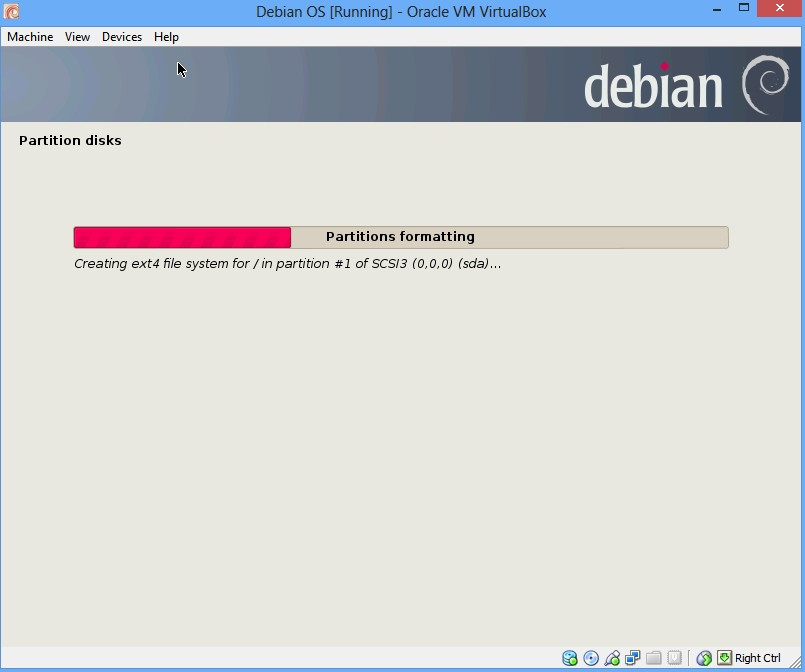 Debian OS [Running] - Oracle VM VirtualBox
Machine View Devices Help
debian
Partition disks
Partitions formatting
Creating ext4 file system for / in partition #1 of SCSI3 (0,0,0) (sda)...
Right Ctrl